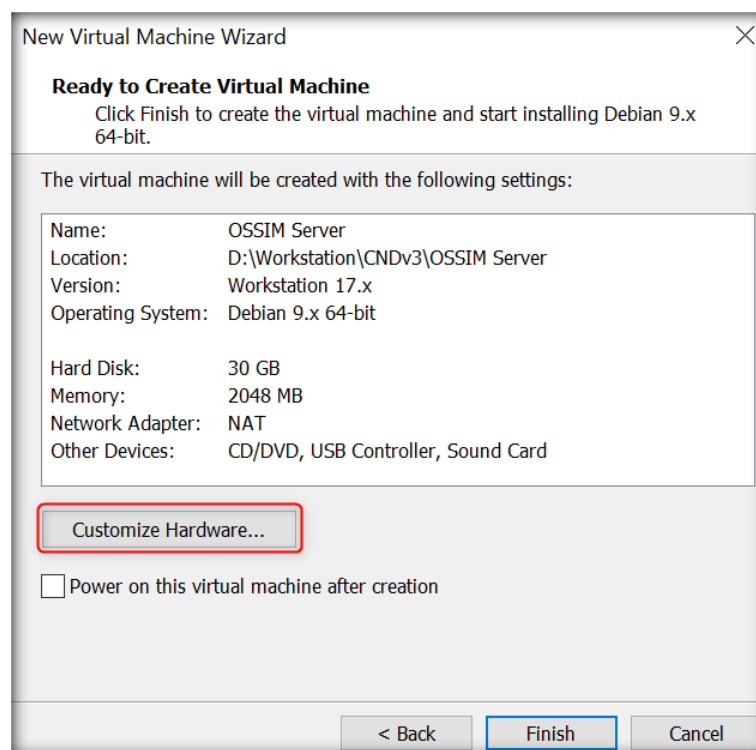 New Virtual Machine Wizard
Ready to Create Virtual Machine
Click Finish to create the virtual machine and start installing Debian 9.x
64-bit.
The virtual machine will be created with the following settings:
Name: OSSIM Server
Location: D:\Workstation\CNDv3\OSSIM Server
Version: Workstation 17.x
Operating System: Debian 9.x 64-bit
Hard Disk: 30 GB
Memory: 2048 MB
Network Adapter: NAT
Other Devices: CD/DVD, USB Controller, Sound Card
Customize Hardware...
Power on this virtual machine after creation
< Back Finish Cancel